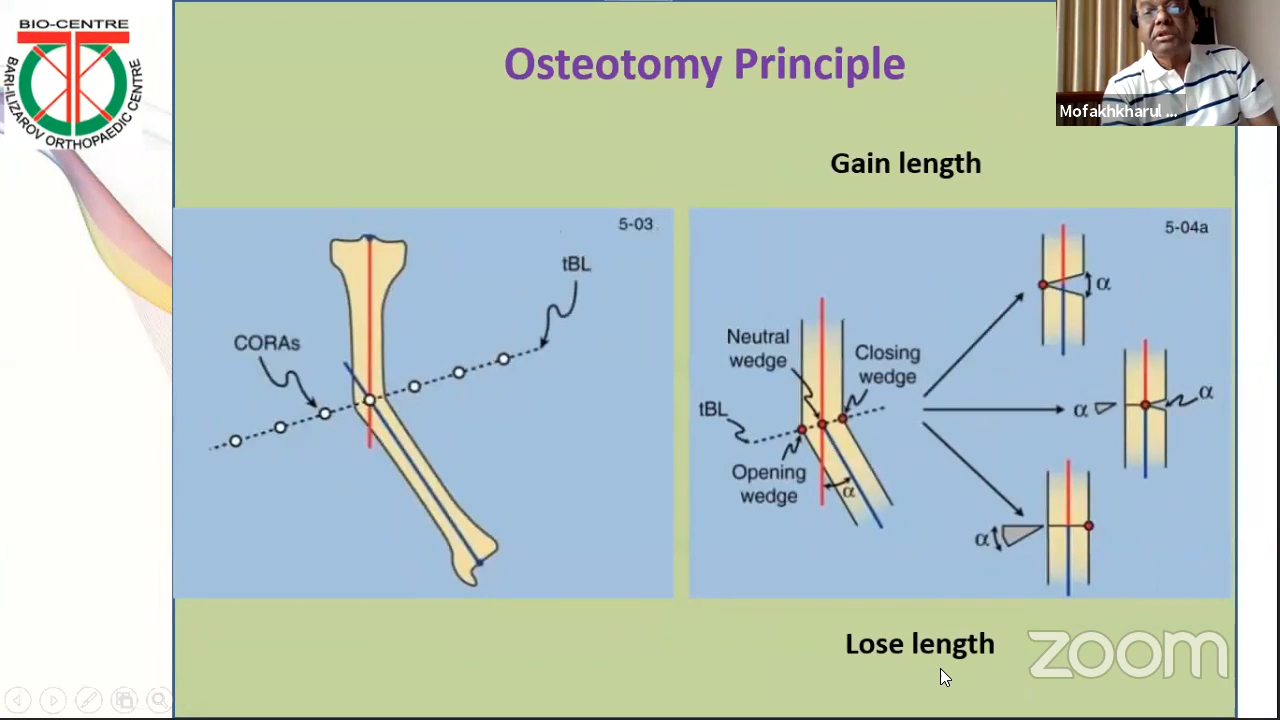 BIO-CENTRE
BARI-ILIZAROV ORTHOPAEDIC CENTRE
Osteotomy Principle
Mofakhkharul ...
Gain length
5-03
tBL
CORAs
5-04a
α
Neutral
wedge
Closing
wedge
tBL
α
α
Opening
wedge
α
α
Lose length
zoom